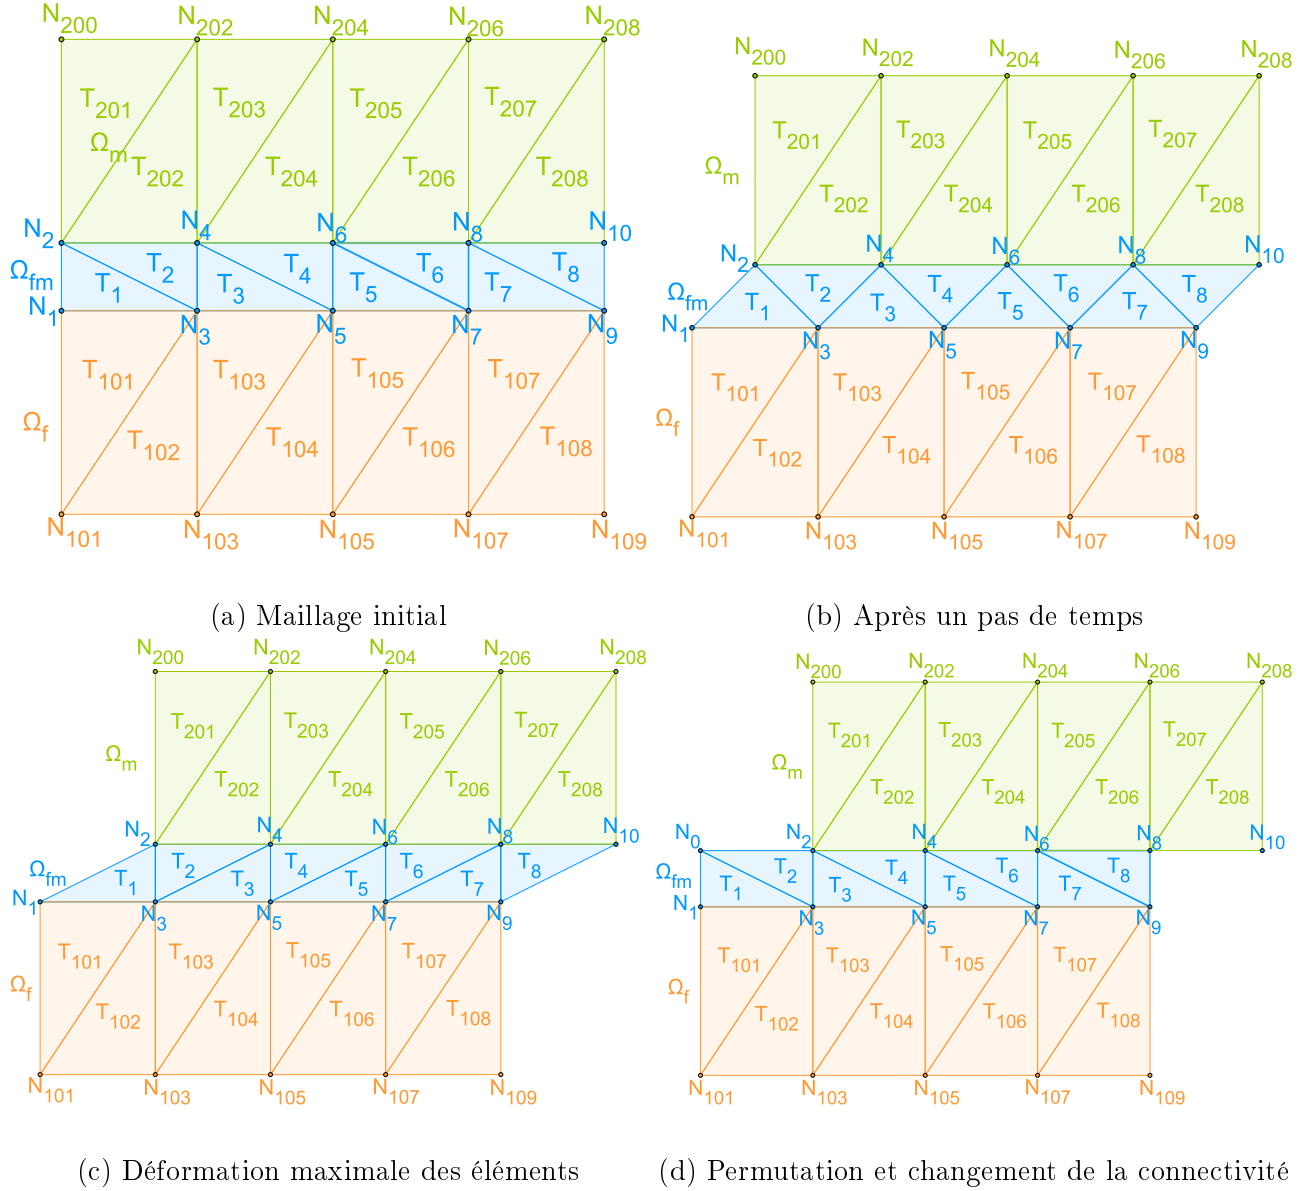 N200 N202 N204 N206 N208
T201 T203 T205 T207
Ωm
T202 T204 T206 T208
N2 N4 N6 N8 N10
Ωfm T1 T2 T3 T4 T5 T6 T7 T8
N1 N3 N5 N7 N9
T101 T103 T105 T107
Ωf
T102 T104 T106 T108
N101 N103 N105 N107 N109
(a) Maillage initial
N200 N202 N204 N206 N208
T201 T203 T205 T207
Ωm
T202 T204 T206 T208
N2 N4 N6 N8 N10
Ωfm T1 T2 T3 T4 T5 T6 T7 T8
N1 N3 N5 N7 N9
T101 T103 T105 T107
Ωf
T102 T104 T106 T108
N101 N103 N105 N107 N109
(b) Après un pas de temps
N200 N202 N204 N206 N208
T201 T203 T205 T207
Ωm
T202 T204 T206 T208
N2 N4 N6 N8 N10
Ωfm T1 T2 T3 T4 T5 T6 T7 T8
N1 N3 N5 N7 N9
T101 T103 T105 T107
Ωf
T102 T104 T106 T108
N101 N103 N105 N107 N109
(c) Déformation maximale des éléments
N200 N202 N204 N206 N208
T201 T203 T205 T207
Ωm
T202 T204 T206 T208
N0 N2 N4 N6 N8 N10
Ωfm T1 T2 T3 T4 T5 T6 T7 T8
N1 N3 N5 N7 N9
T101 T103 T105 T107
Ωf
T102 T104 T106 T108
N101 N103 N105 N107 N109
(d) Permutation et changement de la connectivité